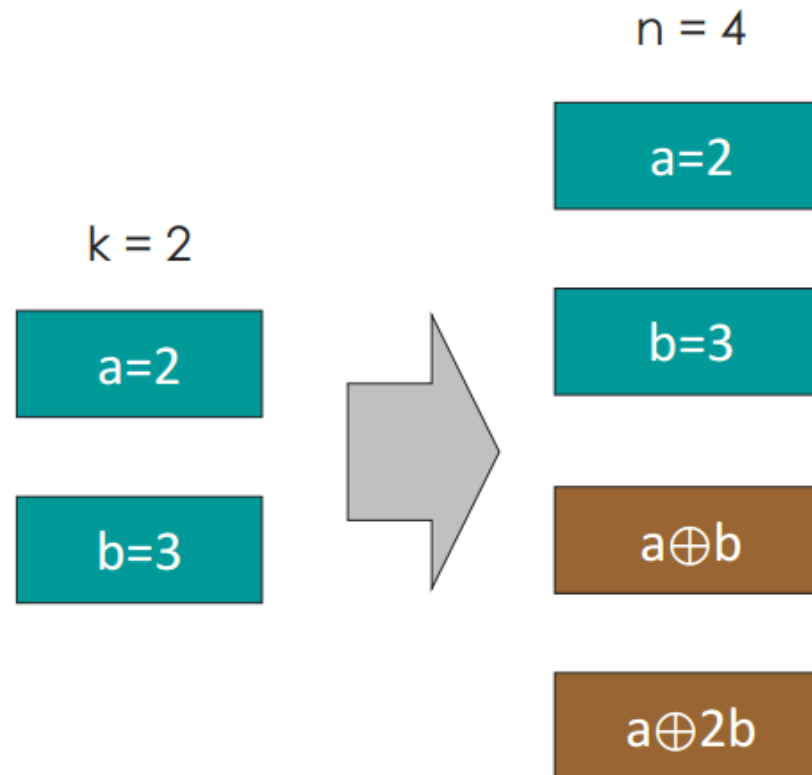 k = 2
a=2
b=3
n = 4
a=2
b=3
a⊕b
a⊕2b